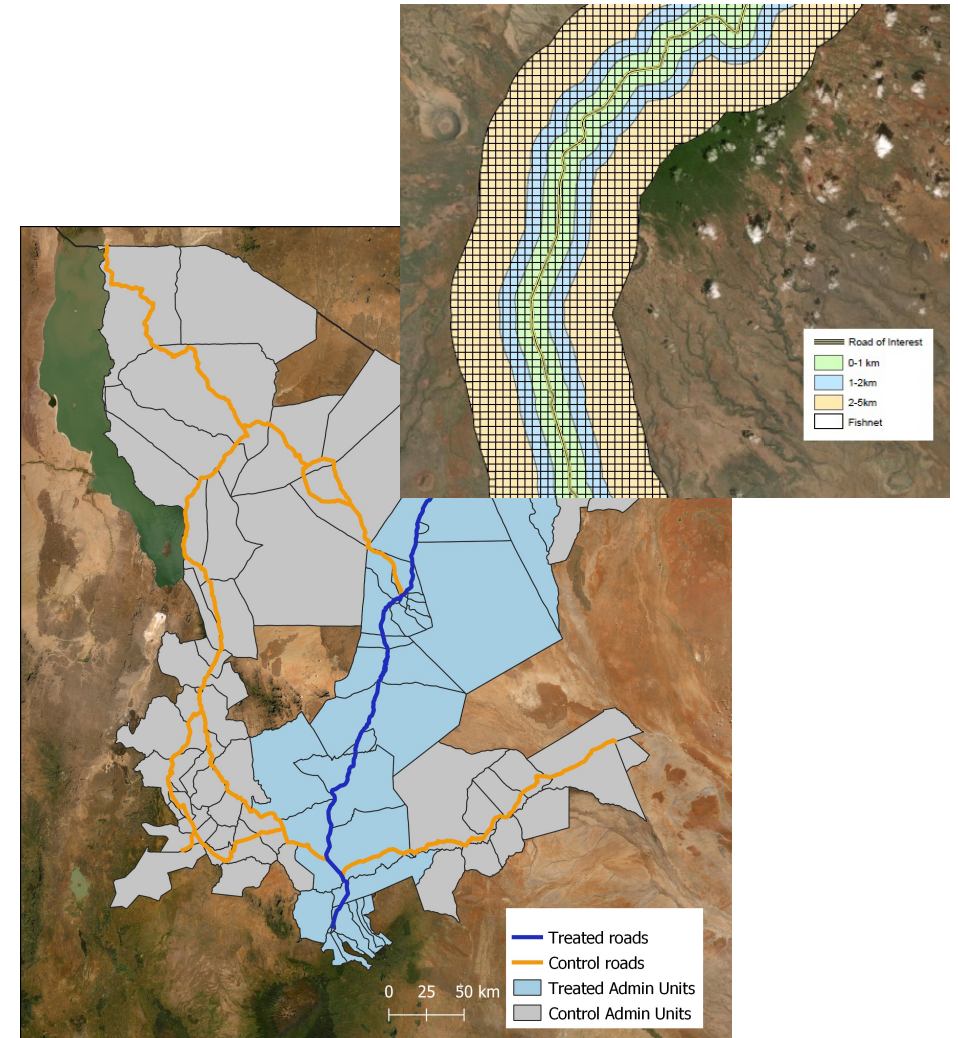 Road of Interest
0-1 km
1-2km
2-5km
Fishnet
Treated roads
Control roads
Treated Admin Units
Control Admin Units
0 25 50 km